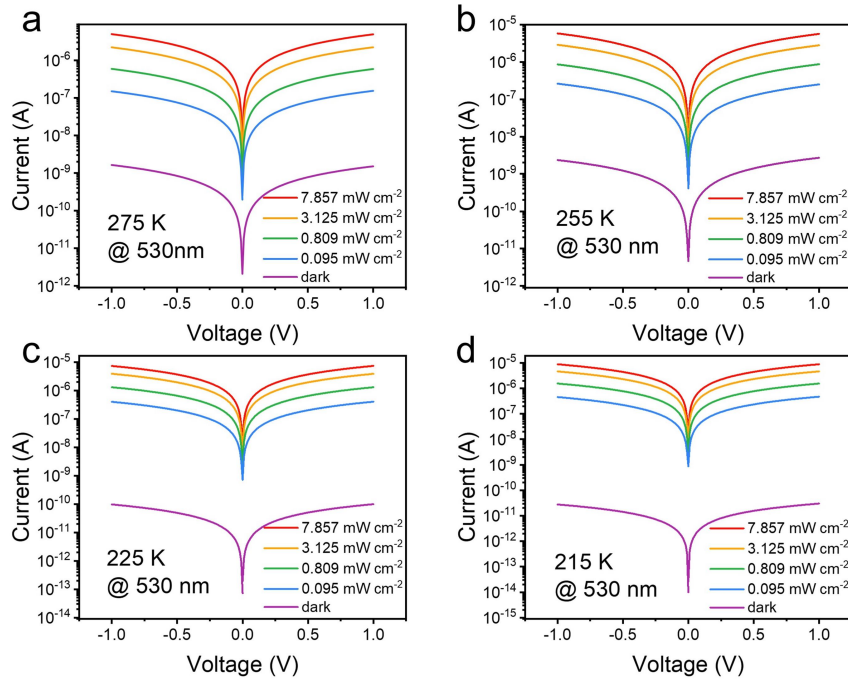 a
10⁻⁶
10⁻⁷
10⁻⁸
10⁻⁹
10⁻¹⁰
10⁻¹¹
10⁻¹²
Current (A)
7.857 mW cm⁻²
3.125 mW cm⁻²
0.809 mW cm⁻²
0.095 mW cm⁻²
dark
275 K
@ 530nm
-1.0 -0.5 0.0 0.5 1.0
Voltage (V)
b
10⁻⁵
10⁻⁶
10⁻⁷
10⁻⁸
10⁻⁹
10⁻¹⁰
10⁻¹¹
10⁻¹²
Current (A)
7.857 mW cm⁻²
3.125 mW cm⁻²
0.809 mW cm⁻²
0.095 mW cm⁻²
dark
255 K
@ 530 nm
-1.0 -0.5 0.0 0.5 1.0
Voltage (V)
c
10⁻⁵
10⁻⁶
10⁻⁷
10⁻⁸
10⁻⁹
10⁻¹⁰
10⁻¹¹
10⁻¹²
10⁻¹³
10⁻¹⁴
Current (A)
7.857 mW cm⁻²
3.125 mW cm⁻²
0.809 mW cm⁻²
0.095 mW cm⁻²
dark
225 K
@ 530 nm
-1.0 -0.5 0.0 0.5 1.0
Voltage (V)
d
10⁻⁵
10⁻⁶
10⁻⁷
10⁻⁸
10⁻⁹
10⁻¹⁰
10⁻¹¹
10⁻¹²
10⁻¹³
10⁻¹⁴
10⁻¹⁵
Current (A)
7.857 mW cm⁻²
3.125 mW cm⁻²
0.809 mW cm⁻²
0.095 mW cm⁻²
dark
215 K
@ 530 nm
-1.0 -0.5 0.0 0.5 1.0
Voltage (V)